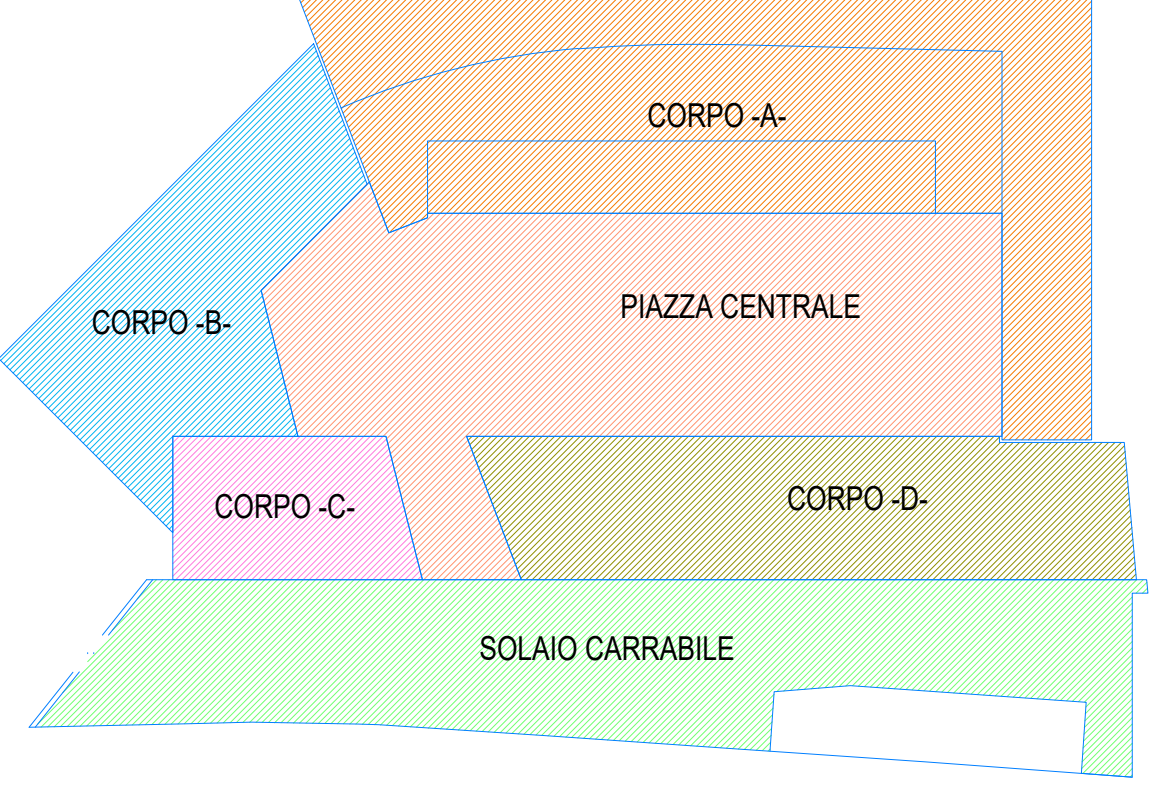 CORPO -A-
PIAZZA CENTRALE
CORPO -B-
CORPO -C-
CORPO -D-
SOLAIO CARRABILE